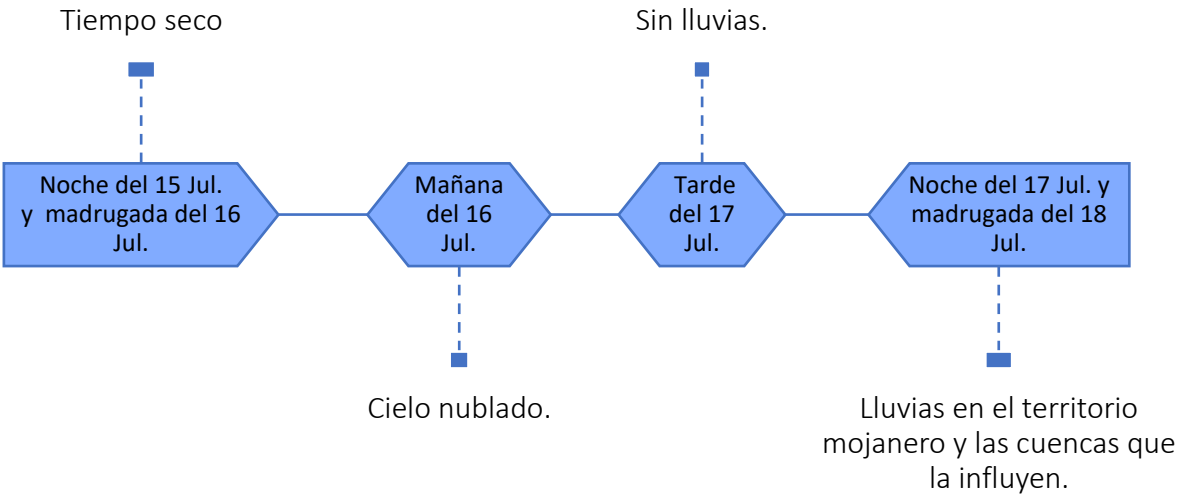 Tiempo seco
Sin lluvias.
Noche del 15 Jul.
y madrugada del 16
Jul.
Mañana
del 16
Jul.
Tarde
del 17
Jul.
Noche del 17 Jul. y
madrugada del 18
Jul.
Cielo nublado.
Lluvias en el territorio
mojanero y las cuencas que
la influyen.